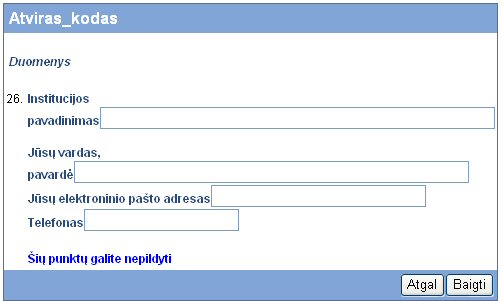 Atviras_kodas
Duomenys
26. Institucijos
pavadinimas
Jūsų vardas,
pavardė
Jūsų elektroninio pašto adresas
Telefonas
Šių punktų galite nepildyti
Atgal Baigti